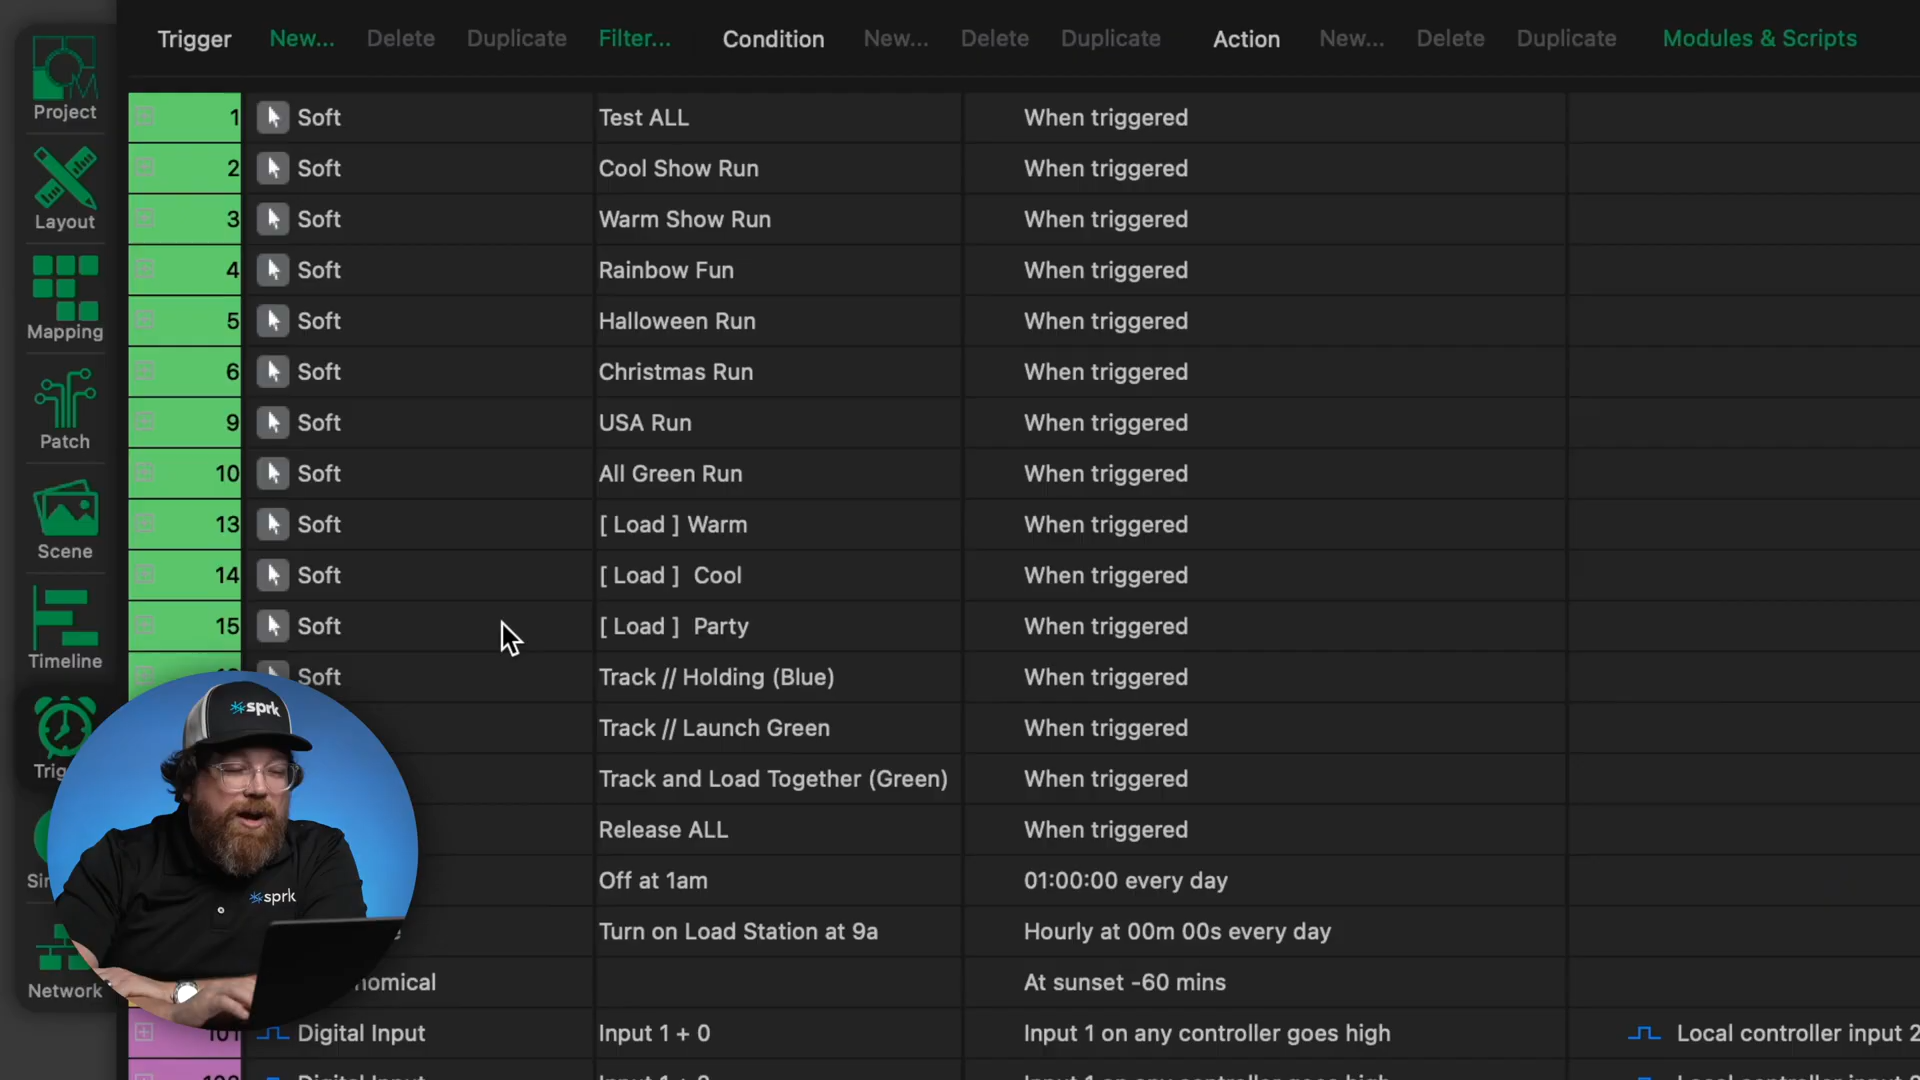 Trigger New... Delete Duplicate Filter... Condition New... Delete Duplicate Action New... Delete Duplicate Modules & Scripts
Project
Layout
Mapping
Patch
Scene
Timeline
Network
1 Soft Test ALL When triggered
2 Soft Cool Show Run When triggered
3 Soft Warm Show Run When triggered
4 Soft Rainbow Fun When triggered
5 Soft Halloween Run When triggered
6 Soft Christmas Run When triggered
9 Soft USA Run When triggered
10 Soft All Green Run When triggered
13 Soft [ Load ] Warm When triggered
14 Soft [ Load ] Cool When triggered
15 Soft [ Load ] Party When triggered
Soft Track // Holding (Blue) When triggered
Track // Launch Green When triggered
Track and Load Together (Green) When triggered
Release ALL When triggered
Off at 1am 01:00:00 every day
Turn on Load Station at 9a Hourly at 00m 00s every day
nomical At sunset -60 mins
101 Digital Input Input 1 + 0 Input 1 on any controller goes high Local controller input 2
sprk
sprk